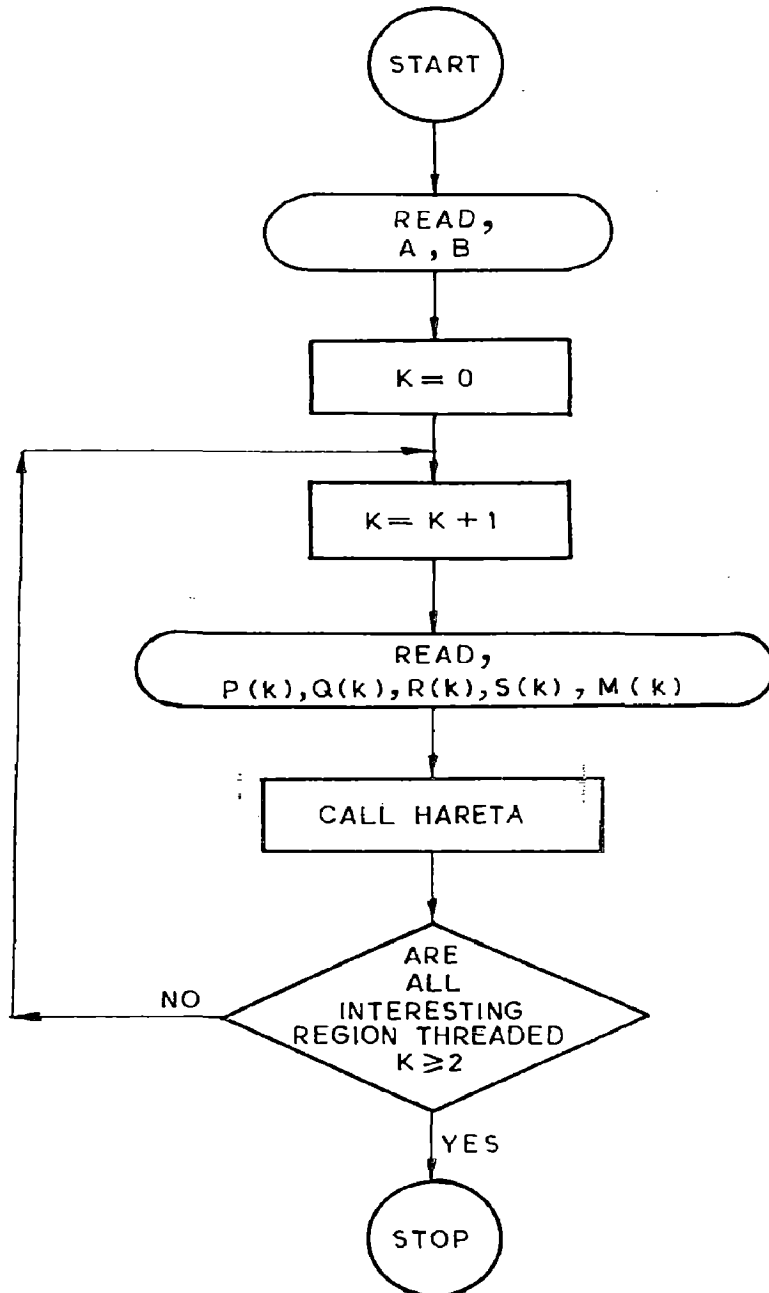 START
READ,
A , B
K = 0
K = K + 1
READ,
P(k),Q(k),R(k),S(k),M(k)
CALL HARETA
ARE
ALL
INTERESTING
REGION THREADED
K ⩾ 2
NO
YES
STOP